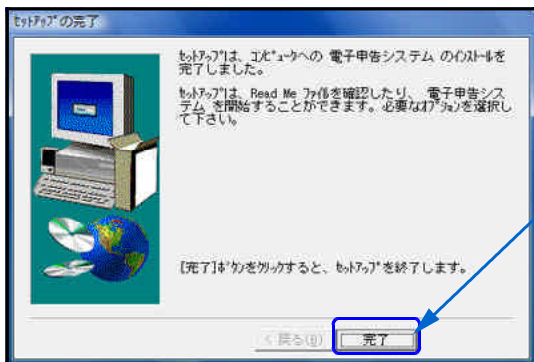 ｾｯﾄｱｯﾌﾟの完了
ｾｯﾄｱｯﾌﾟは、ｺﾝﾋﾟｭｰﾀへの 電子申告システム のｲﾝｽﾄｰﾙを
完了しました。
ｾｯﾄｱｯﾌﾟは、Read Me ﾌｧｲﾙを確認したり、 電子申告シス
テム を開始することができます。必要なｵﾌﾟｼｮﾝを選択し
て下さい。
[完了]ﾎﾞﾀﾝをｸﾘｯｸすると、ｾｯﾄｱｯﾌﾟを終了します。
< 戻る(B)
完了